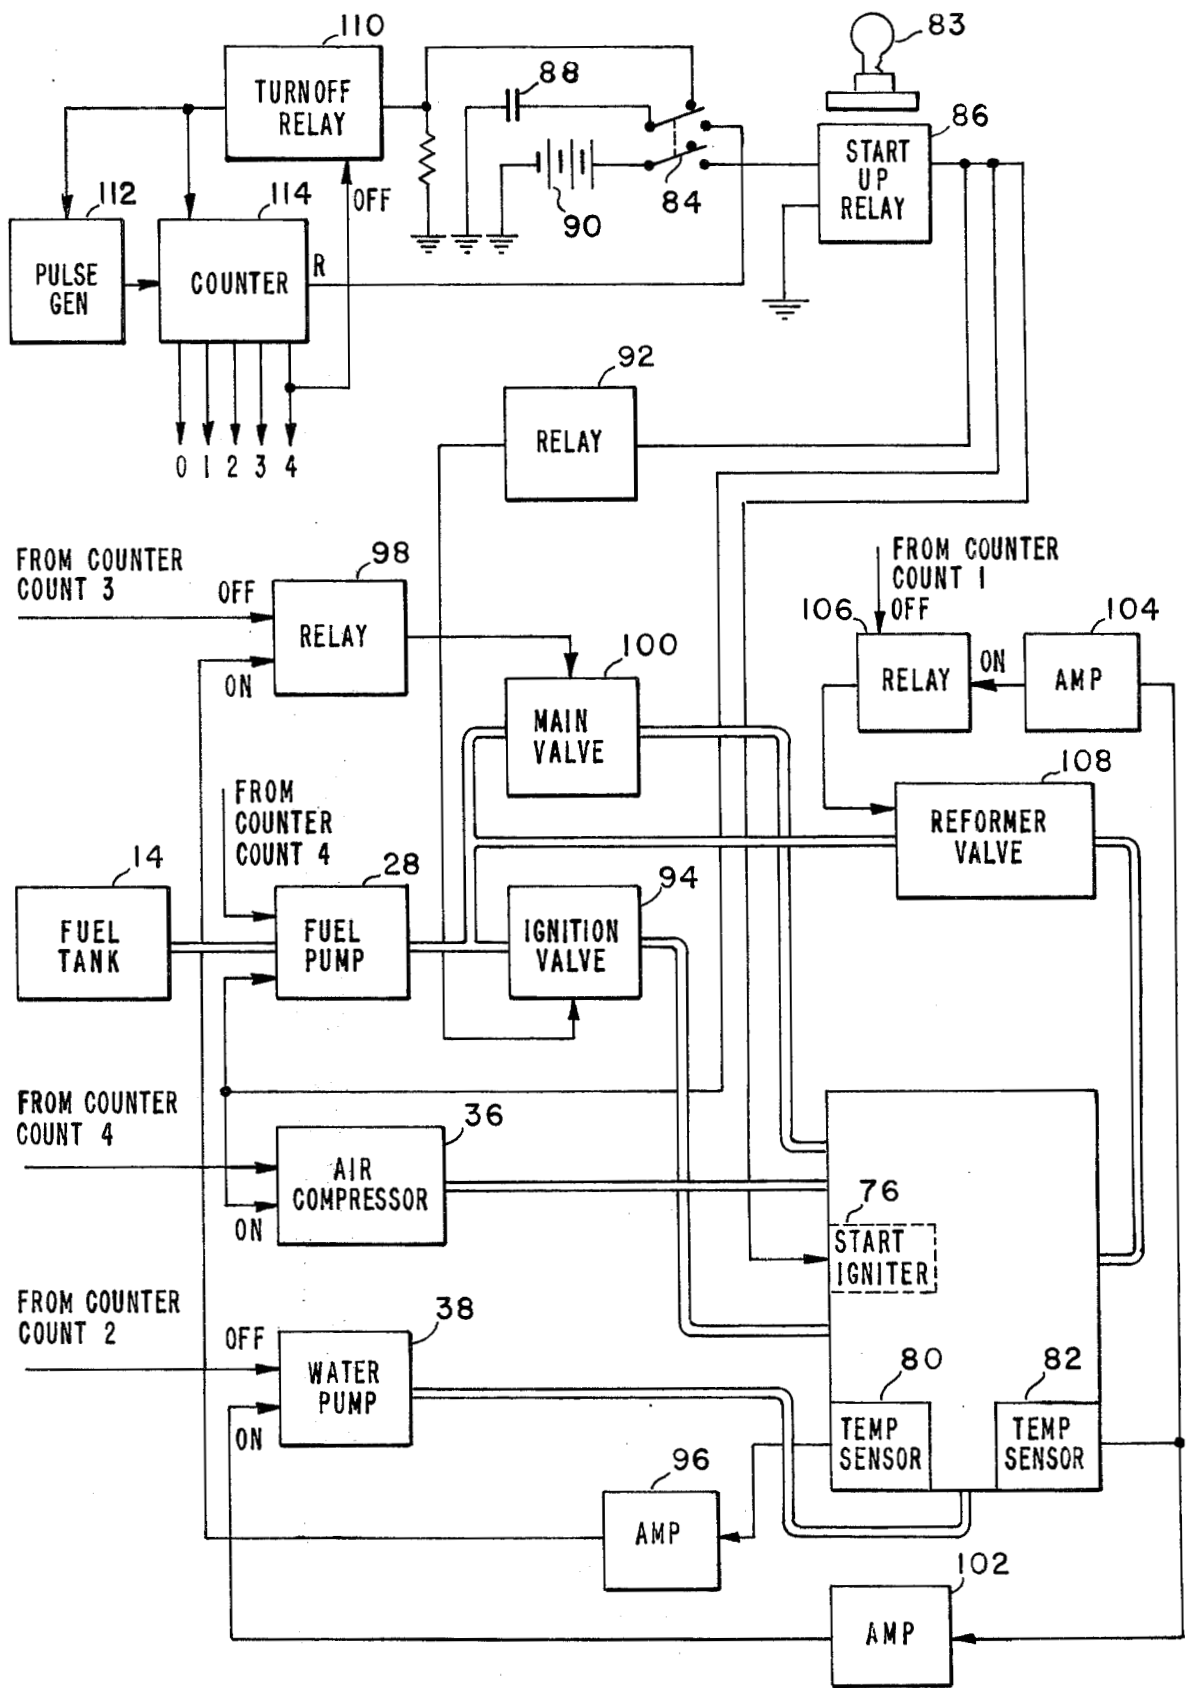 110
TURNOFF
RELAY
88
83
86
START
UP
RELAY
84
90
OFF
112
PULSE
GEN
114
COUNTER
R
0 1 2 3 4
92
RELAY
FROM COUNTER
COUNT 3
OFF
98
RELAY
ON
100
MAIN
VALVE
FROM COUNTER
COUNT 1
OFF
106
RELAY
ON
104
AMP
108
REFORMER
VALVE
FROM
COUNTER
COUNT 4
14
FUEL
TANK
28
FUEL
PUMP
94
IGNITION
VALVE
FROM COUNTER
COUNT 4
36
AIR
COMPRESSOR
ON
76
START
IGNITER
FROM COUNTER
COUNT 2
OFF
38
WATER
PUMP
ON
80
TEMP
SENSOR
82
TEMP
SENSOR
96
AMP
102
AMP